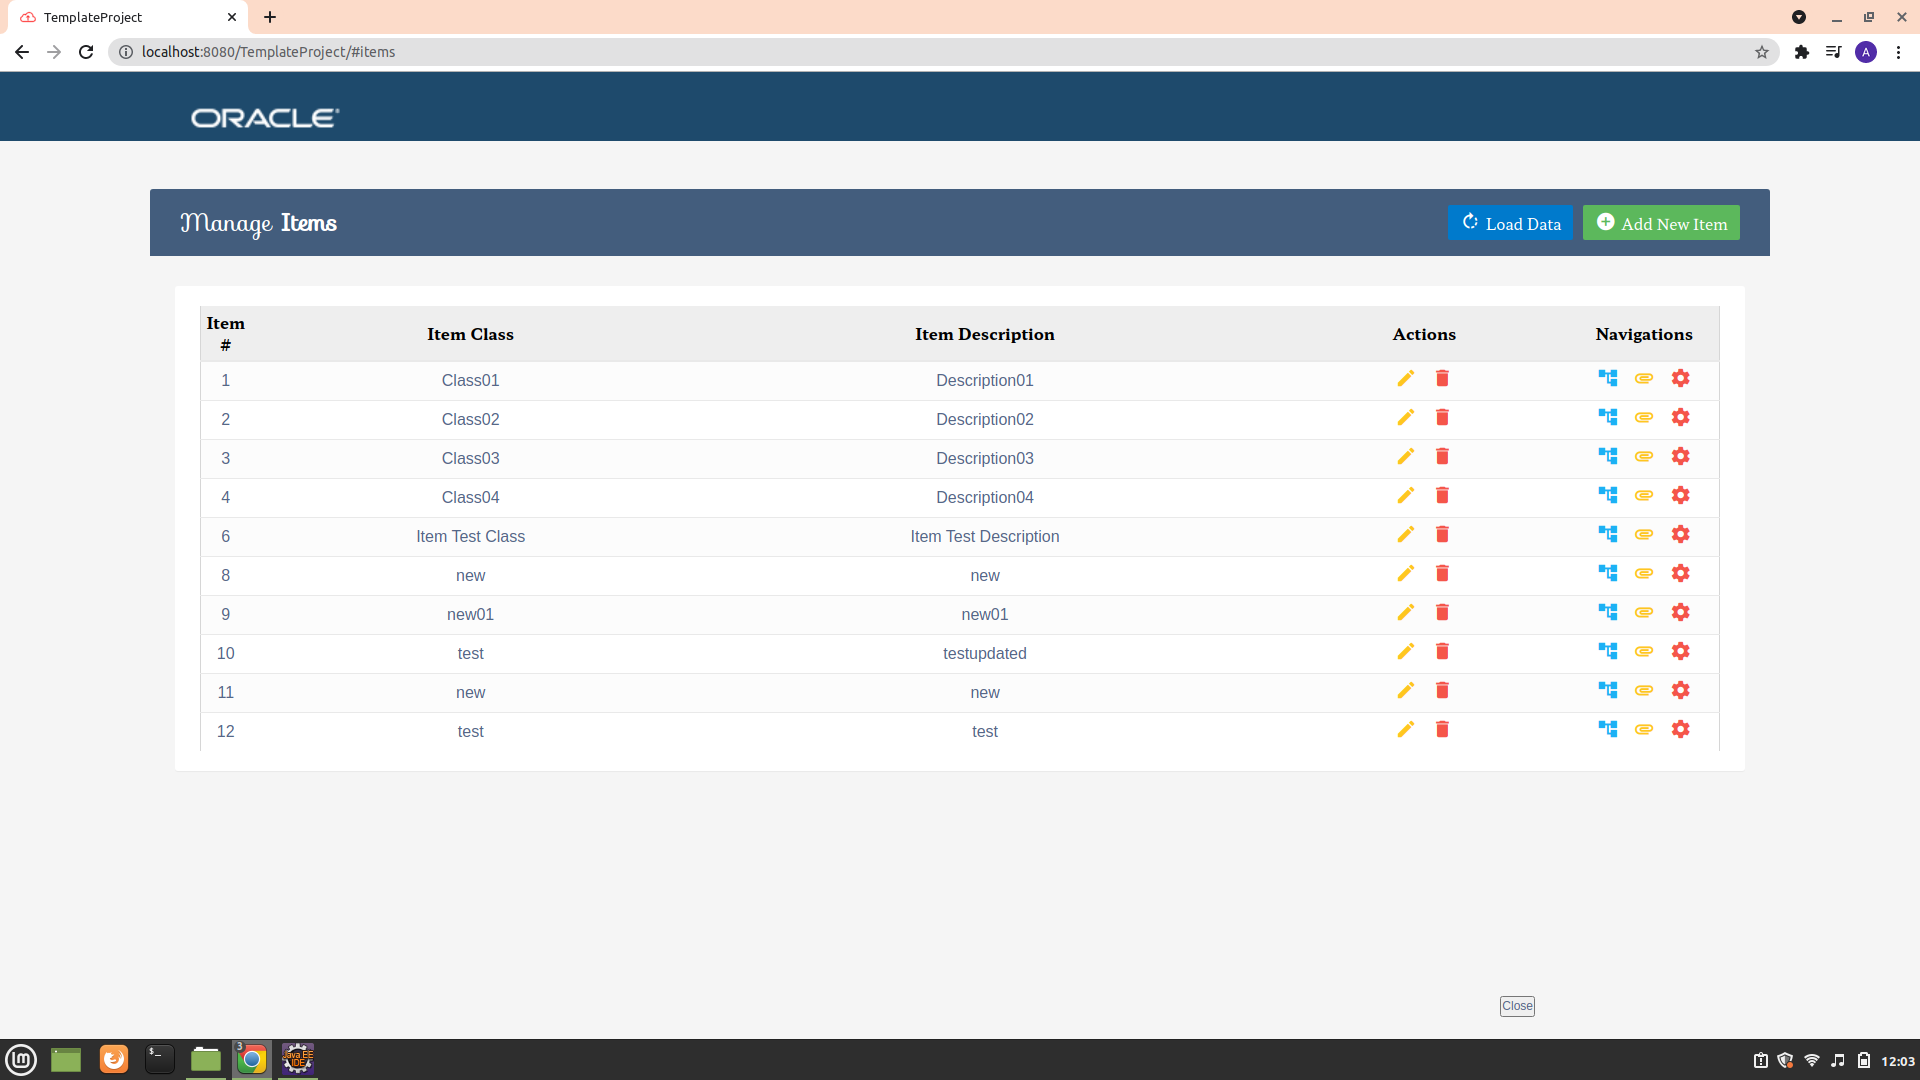 TemplateProject
localhost:8080/TemplateProject/#items
A
ORACLE
Manage Items
Load Data
Add New Item
Item # Item Class Item Description Actions Navigations
1 Class01 Description01
2 Class02 Description02
3 Class03 Description03
4 Class04 Description04
6 Item Test Class Item Test Description
8 new new
9 new01 new01
10 test testupdated
11 new new
12 test test
Close
3
Java EE
IDE
12:03